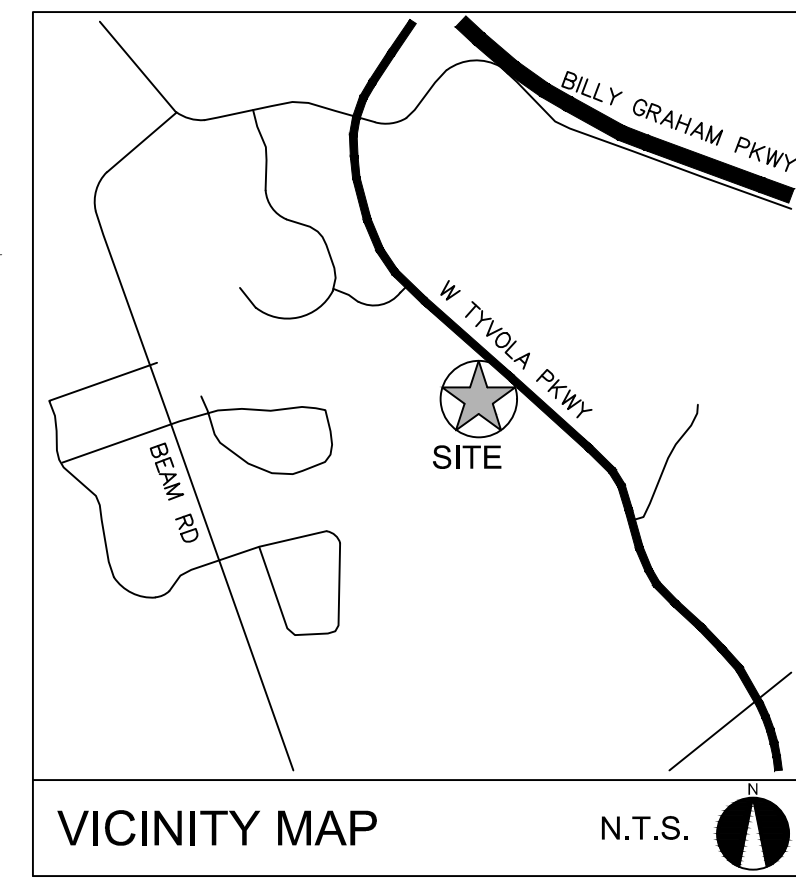 BILLY GRAHAM PKWY
W TYVOLA PKWY
SITE
BEAM RD
VICINITY MAP
N.T.S.
N